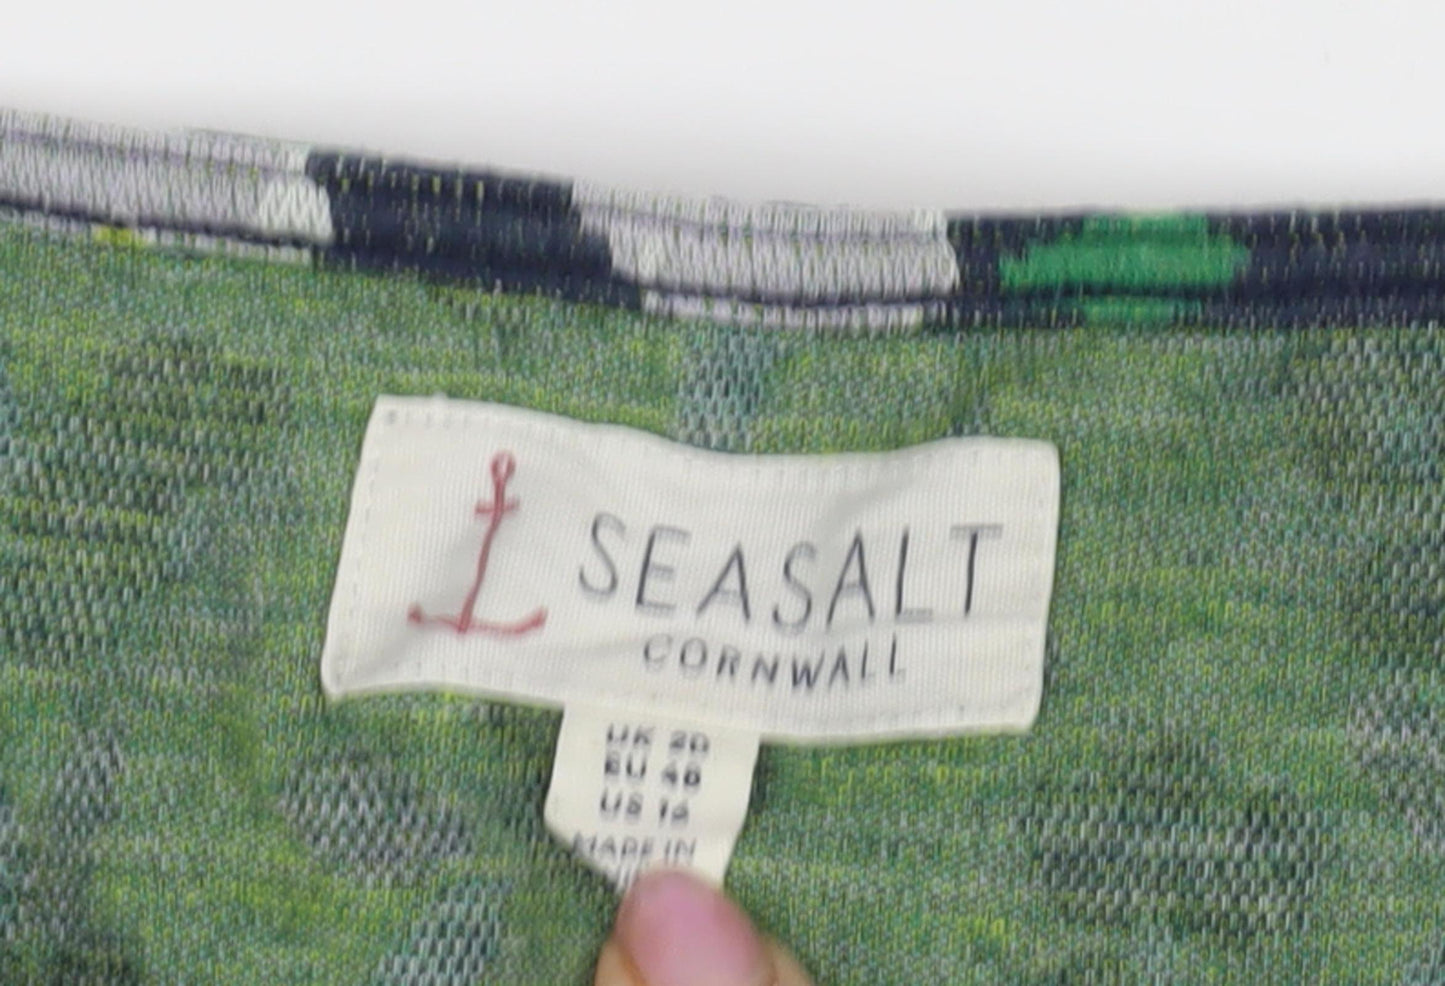 SEASALT
CORNWALL
UK 20
EU 48
US 16
MADE IN